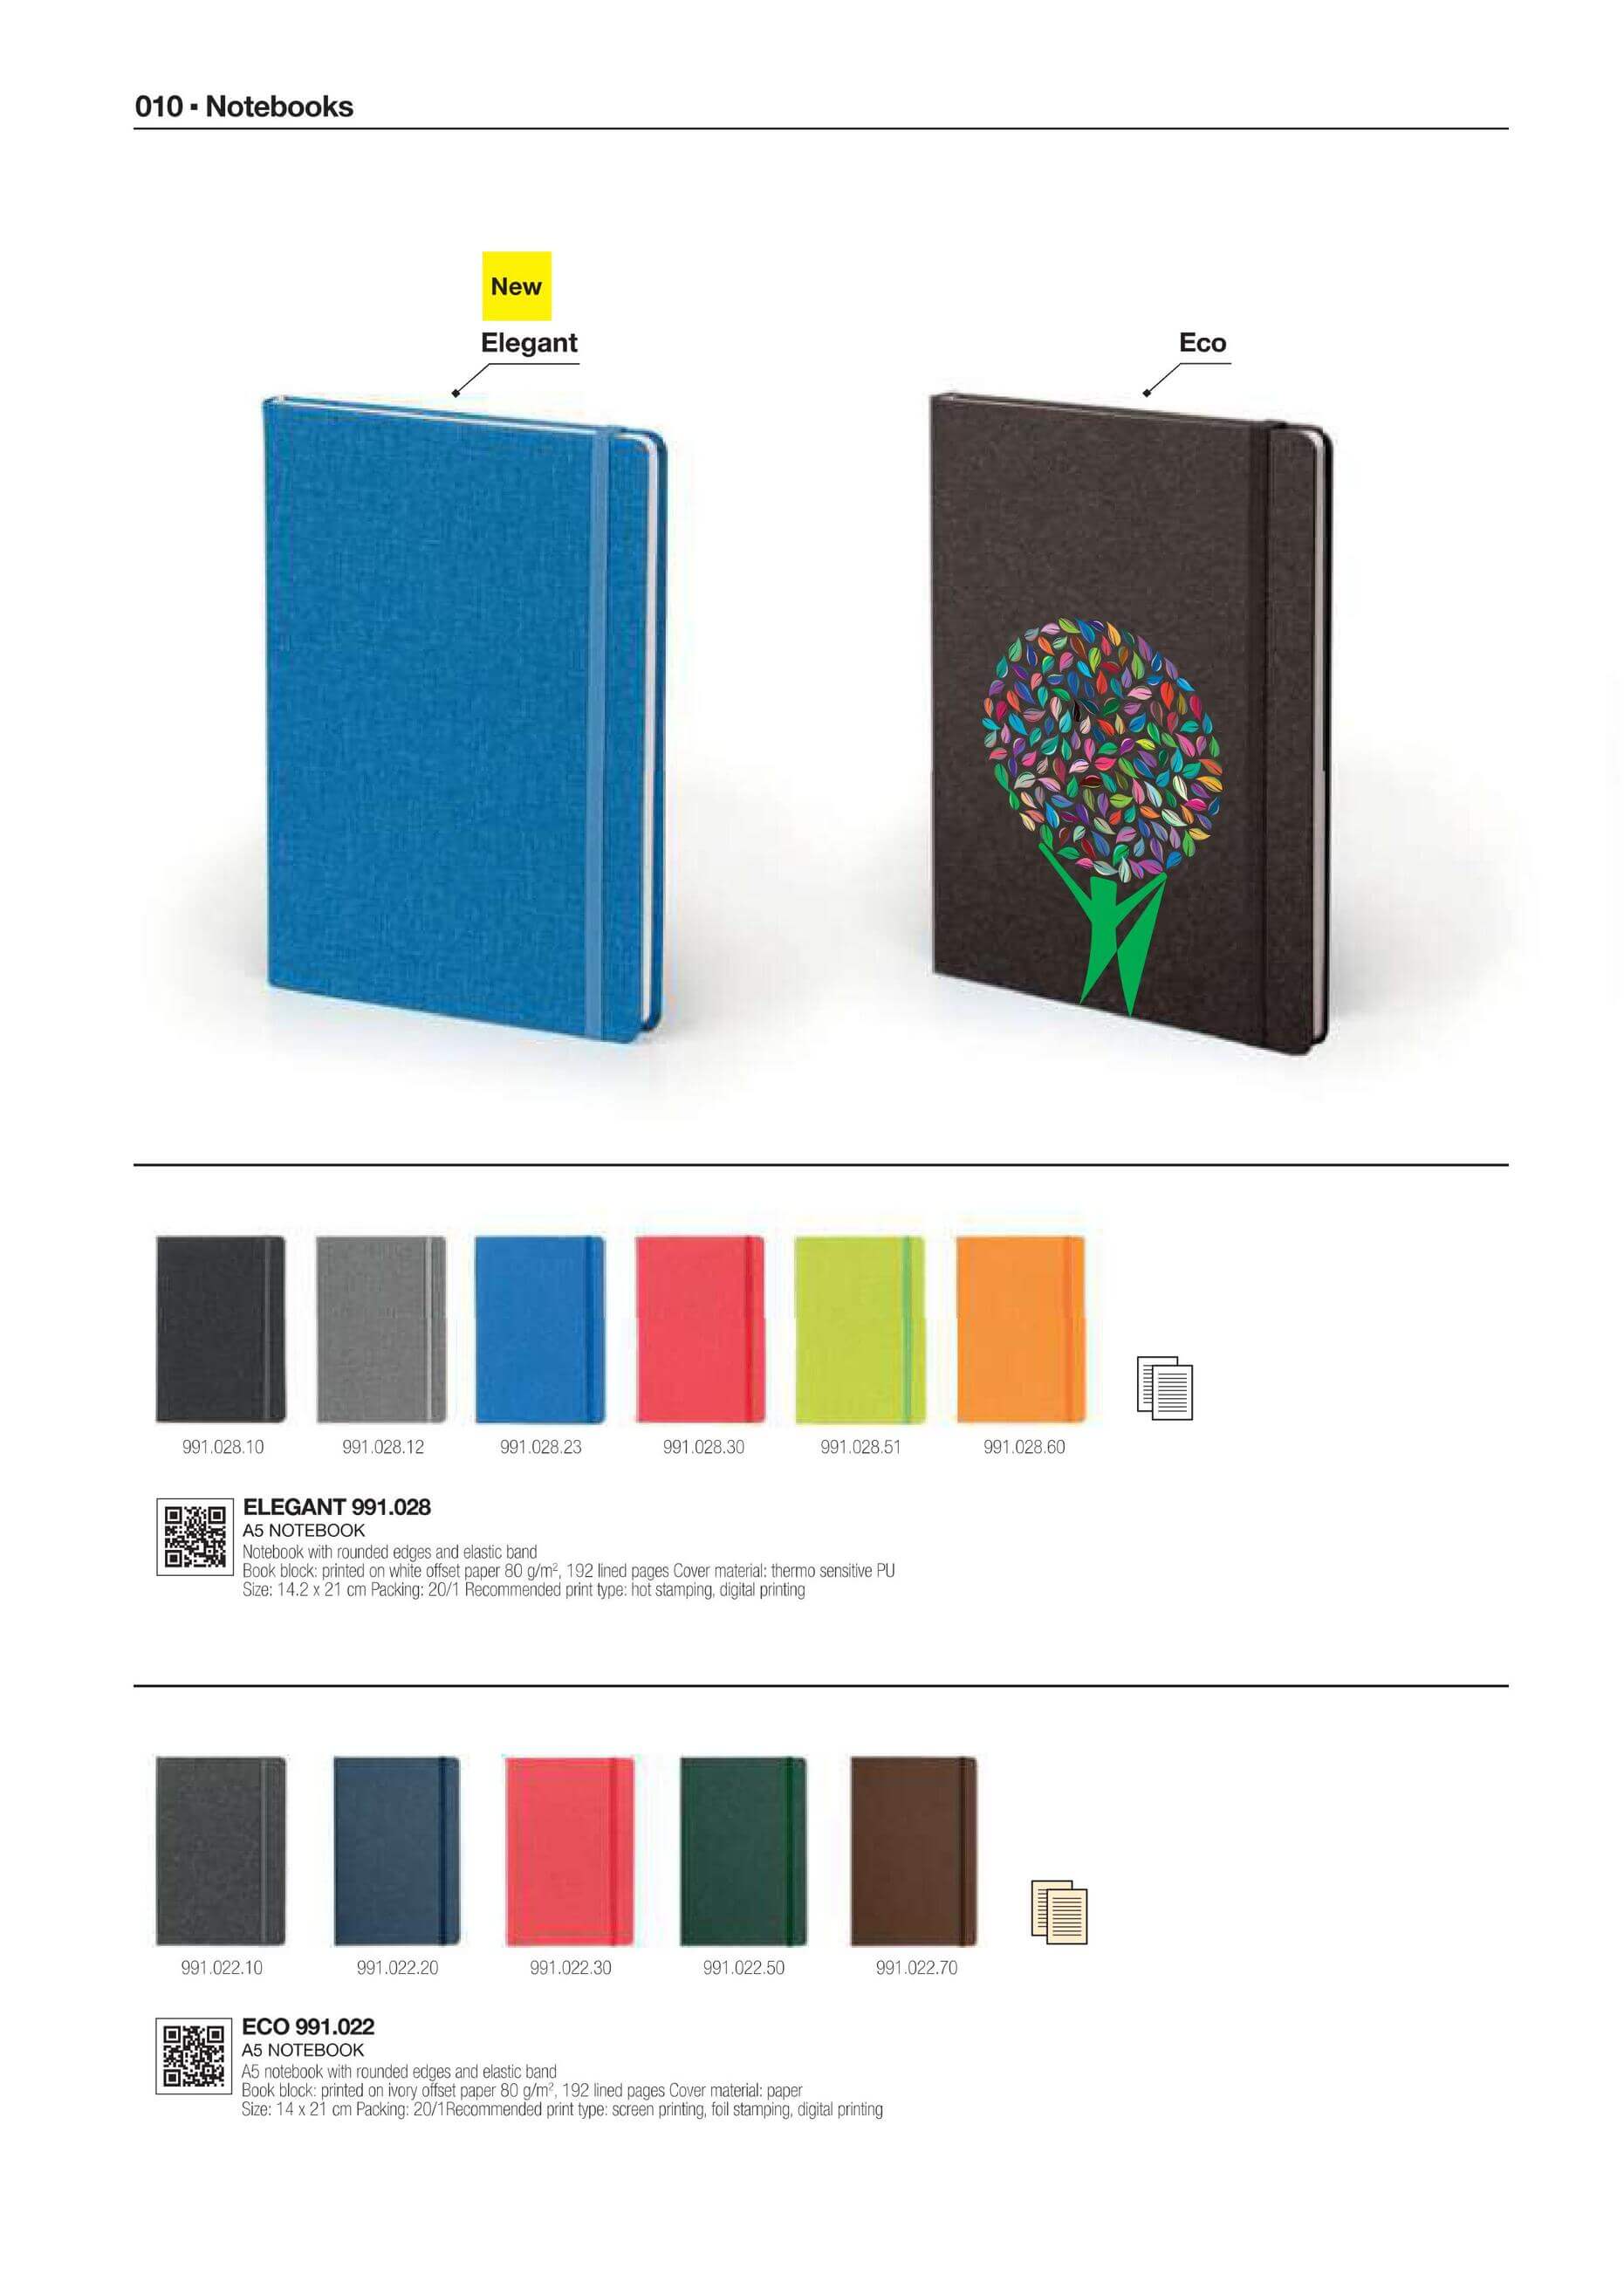 010 ▪ Notebooks
New
Elegant
Eco
991.028.10
991.028.12
991.028.23
991.028.30
991.028.51
991.028.60
ELEGANT 991.028
A5 NOTEBOOK
Notebook with rounded edges and elastic band
Book block: printed on white offset paper 80 g/m², 192 lined pages Cover material: thermo sensitive PU
Size: 14.2 x 21 cm Packing: 20/1 Recommended print type: hot stamping, digital printing
991.022.10
991.022.20
991.022.30
991.022.50
991.022.70
ECO 991.022
A5 NOTEBOOK
A5 notebook with rounded edges and elastic band
Book block: printed on ivory offset paper 80 g/m², 192 lined pages Cover material: paper
Size: 14 x 21 cm Packing: 20/1Recommended print type: screen printing, foil stamping, digital printing